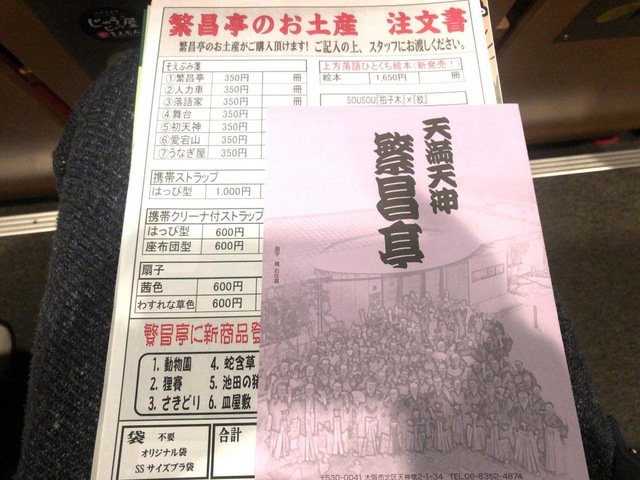 繁昌亭のお土産 注文書
繁昌亭のお土産がご購入頂けます! ご記入の上、スタッフにお渡しください。
そえぶみ箋
①繁昌亭 350円 冊
②人力車 350円 冊
③落語家 350円 冊
④舞台 350円
⑤初天神 350円
⑥愛宕山 350円
⑦うなぎ屋 350円
携帯ストラップ
はっぴ型 1,000円
携帯クリーナ付ストラップ
はっぴ型 600円
座布団型 600円
扇子
茜色 600円
わすれな草色 600円
繁昌亭に新商品登
1. 動物園 4. 蛇含草
2. 狸賽 5. 池田の猪
3. さきどり 6. 皿屋敷
袋 不要
オリジナル袋
SSサイズプラ袋
合計
上方落語ひとくち絵本『新発売!
絵本 1,650円 冊
SOUSOU『拍子木』×『紋』
天満天神
繁昌亭
〒530-0041 大阪市北区天神橋2-1-34 TEL 06-6352-4874